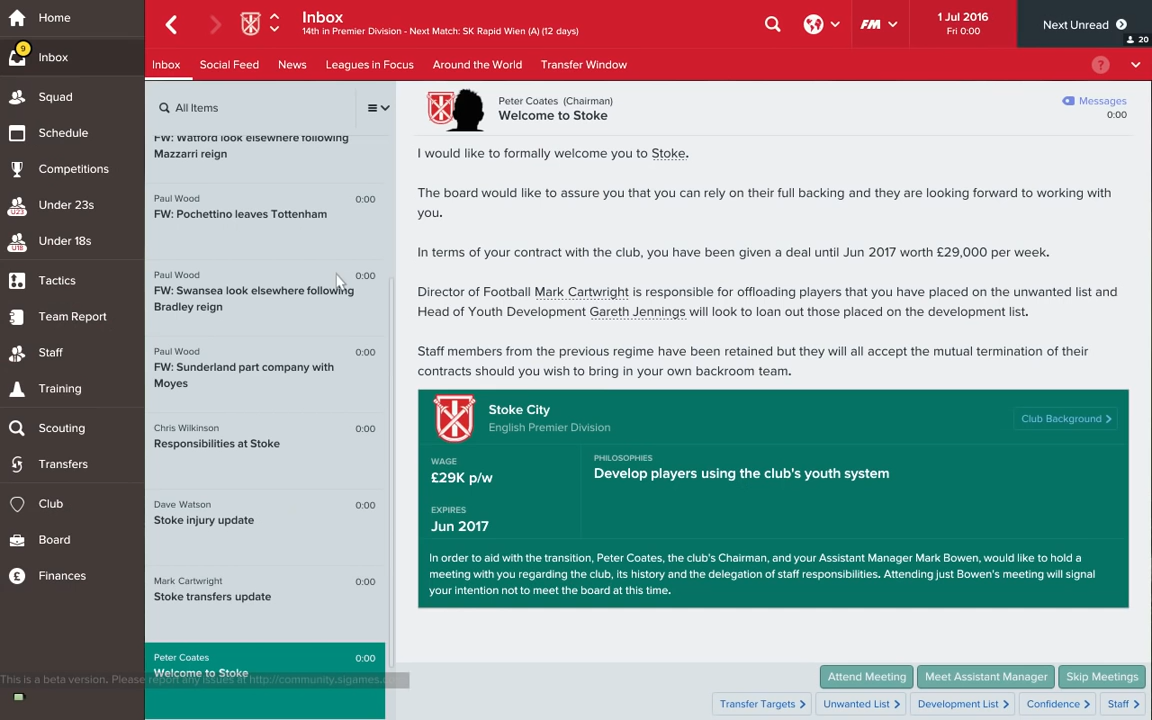 Home
9
Inbox
Squad
Schedule
Competitions
U23
Under 23s
U18
Under 18s
Tactics
Team Report
Staff
Training
Scouting
Transfers
Club
Board
£
Finances
Inbox
14th in Premier Division - Next Match: SK Rapid Wien (A) (12 days)
FM
1 Jul 2016
Fri 0:00
Next Unread
20
Inbox
Social Feed
News
Leagues in Focus
Around the World
Transfer Window
?
All Items
FW: Watford look elsewhere following
Mazzarri reign
Paul Wood 0:00
FW: Pochettino leaves Tottenham
Paul Wood 0:00
FW: Swansea look elsewhere following
Bradley reign
Paul Wood 0:00
FW: Sunderland part company with
Moyes
Chris Wilkinson 0:00
Responsibilities at Stoke
Dave Watson 0:00
Stoke injury update
Mark Cartwright 0:00
Stoke transfers update
Peter Coates 0:00
Welcome to Stoke
This is a beta version. Please report any issues at http://community.sigames.co
Peter Coates (Chairman)
Welcome to Stoke
Messages
0:00
I would like to formally welcome you to Stoke.
The board would like to assure you that you can rely on their full backing and they are looking forward to working with
you.
In terms of your contract with the club, you have been given a deal until Jun 2017 worth £29,000 per week.
Director of Football Mark Cartwright is responsible for offloading players that you have placed on the unwanted list and
Head of Youth Development Gareth Jennings will look to loan out those placed on the development list.
Staff members from the previous regime have been retained but they will all accept the mutual termination of their
contracts should you wish to bring in your own backroom team.
Stoke City
English Premier Division
Club Background
WAGE
£29K p/w
PHILOSOPHIES
Develop players using the club's youth system
EXPIRES
Jun 2017
In order to aid with the transition, Peter Coates, the club's Chairman, and your Assistant Manager Mark Bowen, would like to hold a
meeting with you regarding the club, its history and the delegation of staff responsibilities. Attending just Bowen's meeting will signal
your intention not to meet the board at this time.
Attend Meeting
Meet Assistant Manager
Skip Meetings
Transfer Targets
Unwanted List
Development List
Confidence
Staff